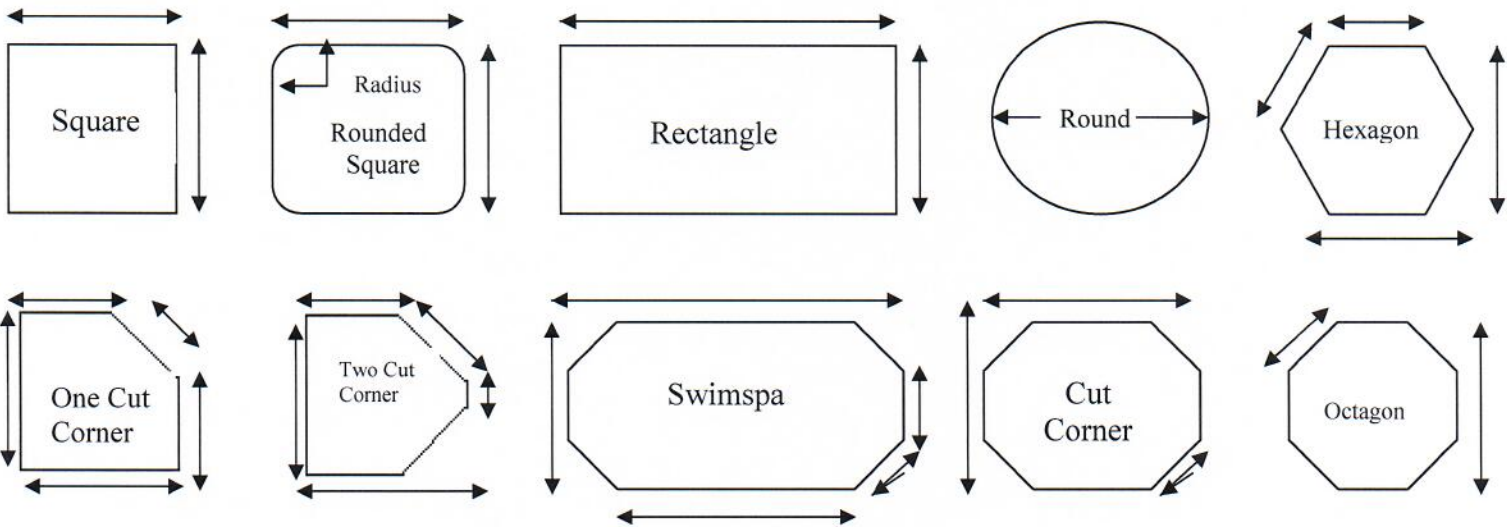 Square
Radius
Rounded
Square
Rectangle
Round
Hexagon
One Cut
Corner
Two Cut
Corner
Swimspa
Cut
Corner
Octagon